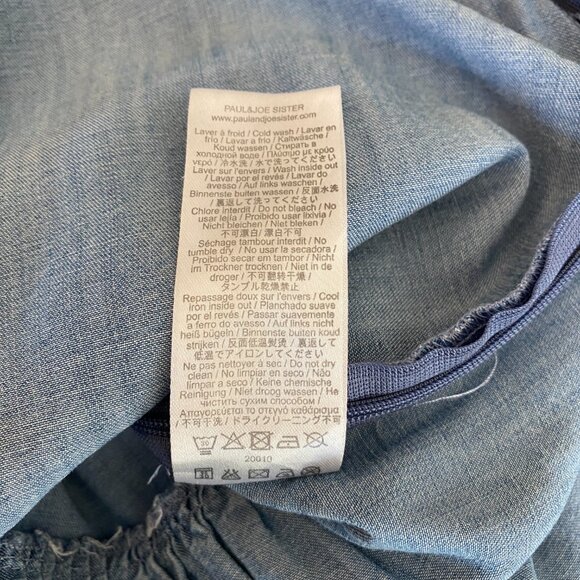 PAUL&JOE SISTER
www.paulandjoesister.com
Laver à froid / Cold wash / Lavar en
frío / Lavar a frio / Kaltwäsche /
Koud wassen / Стирать в
холодной воде / Πλύσιμο με κρύο
νερό / 冷水洗 / 水で洗ってください
Laver sur l'envers / Wash inside out
/ Lavar por el revés / Lavar do
avesso / Auf links waschen /
Binnenste buiten wassen / 反面水洗
/ 裏返して洗ってください
Chlore interdit / Do not bleach / No
usar lejía / Proibido usar lixivia /
Nicht bleichen / Niet bleken /
不可漂白/ 漂白不可
Séchage tambour interdit / No
tumble dry / No usar la secadora /
Proibido secar em tambor / Nicht
im Trockner trocknen / Niet in de
droger / 不可翻转干燥 /
タンブル乾燥禁止
Repassage doux sur l'envers / Cool
iron inside out / Planchado suave
por el revés / Passar suavemente
a ferro do avesso / Auf links nicht
heiß bügeln / Binnenste buiten koud
strijken / 反面低温熨烫 / 裏返して
低温でアイロンしてください
Ne pas nettoyer à sec / Do not dry
clean / No limpiar en seco / Não
limpar a seco / Keine chemische
Reinigung / Niet droog wassen / Не
чистить сухим способом /
Απαγορεύεται το στεγνό καθάρισμα
/ 不可干洗 / ドライクリーニング不可
30